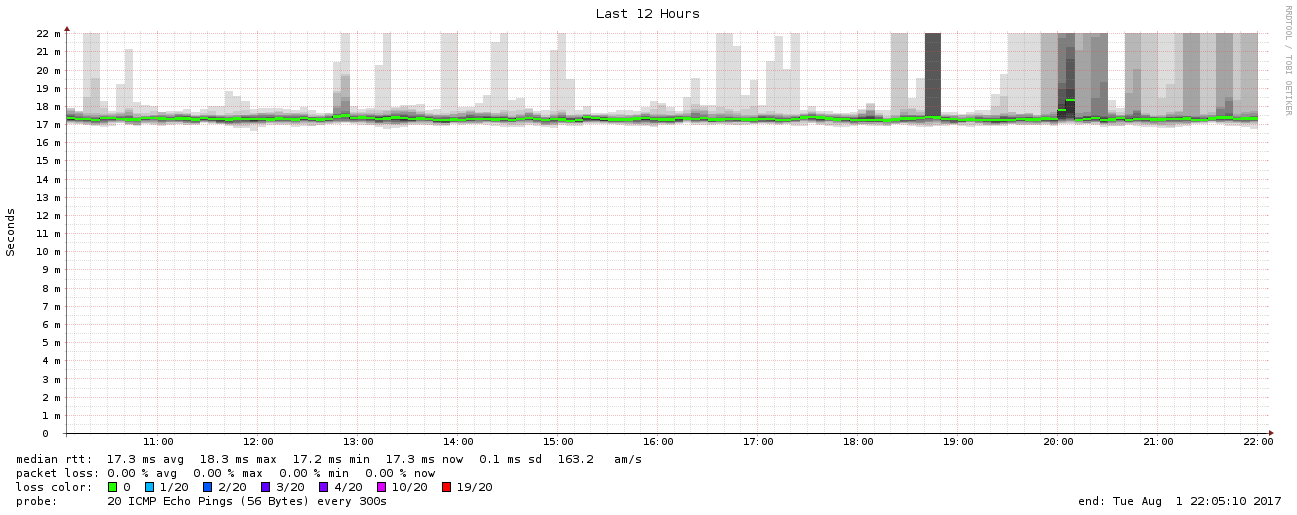 Last 12 Hours
RRDTOOL / TOBI OETIKER
Seconds
22 m
21 m
20 m
19 m
18 m
17 m
16 m
15 m
14 m
13 m
12 m
11 m
10 m
9 m
8 m
7 m
6 m
5 m
4 m
3 m
2 m
1 m
0
11:00 12:00 13:00 14:00 15:00 16:00 17:00 18:00 19:00 20:00 21:00 22:00
median rtt: 17.3 ms avg 18.3 ms max 17.2 ms min 17.3 ms now 0.1 ms sd 163.2 am/s
packet loss: 0.00 % avg 0.00 % max 0.00 % min 0.00 % now
loss color: 0 1/20 2/20 3/20 4/20 10/20 19/20
probe: 20 ICMP Echo Pings (56 Bytes) every 300s end: Tue Aug 1 22:05:10 2017